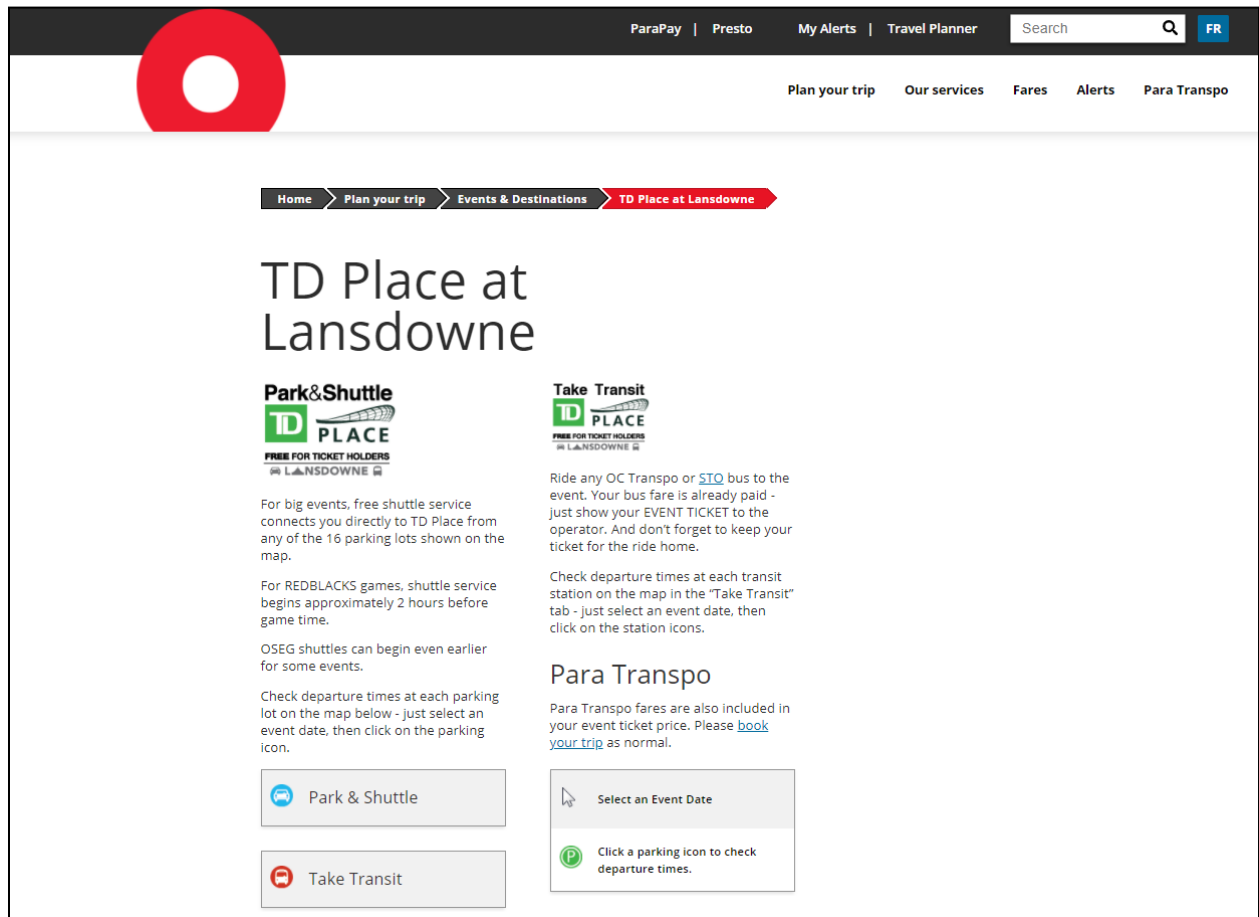 ParaPay | Presto My Alerts | Travel Planner Search FR
Plan your trip Our services Fares Alerts Para Transpo
Home Plan your trip Events & Destinations TD Place at Lansdowne
TD Place at
Lansdowne
Park&Shuttle
TD
PLACE
FREE FOR TICKET HOLDERS
LANSDOWNE
For big events, free shuttle service
connects you directly to TD Place from
any of the 16 parking lots shown on the
map.
For REDBLACKS games, shuttle service
begins approximately 2 hours before
game time.
OSEG shuttles can begin even earlier
for some events.
Check departure times at each parking
lot on the map below - just select an
event date, then click on the parking
icon.
Park & Shuttle
Take Transit
Take Transit
TD
PLACE
FREE FOR TICKET HOLDERS
LANSDOWNE
Ride any OC Transpo or STO bus to the
event. Your bus fare is already paid -
just show your EVENT TICKET to the
operator. And don't forget to keep your
ticket for the ride home.
Check departure times at each transit
station on the map in the “Take Transit”
tab - just select an event date, then
click on the station icons.
Para Transpo
Para Transpo fares are also included in
your event ticket price. Please book
your trip as normal.
Select an Event Date
P
Click a parking icon to check
departure times.